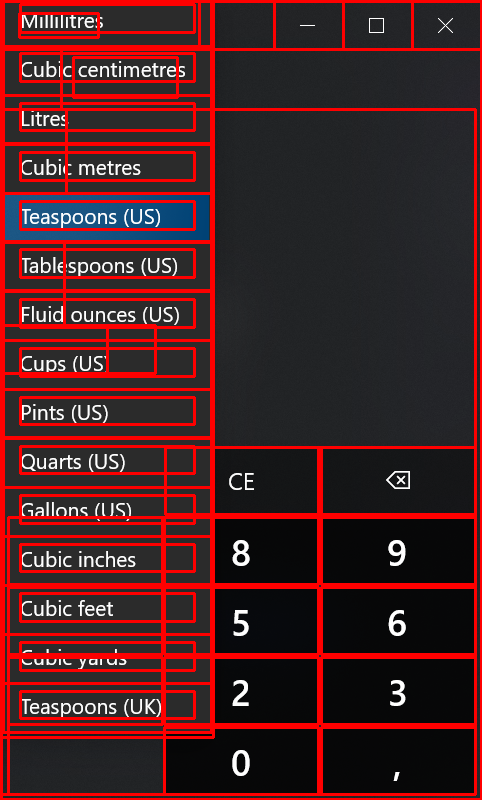 Millilitres
Cubic centimetres
Litres
Cubic metres
Teaspoons (US)
Tablespoons (US)
Fluid ounces (US)
Cups (US)
Pints (US)
Quarts (US)
CE
Gallons (US)
8 9
Cubic inches
Cubic feet
5 6
Cubic yards
2 3
Teaspoons (UK)
0 ,